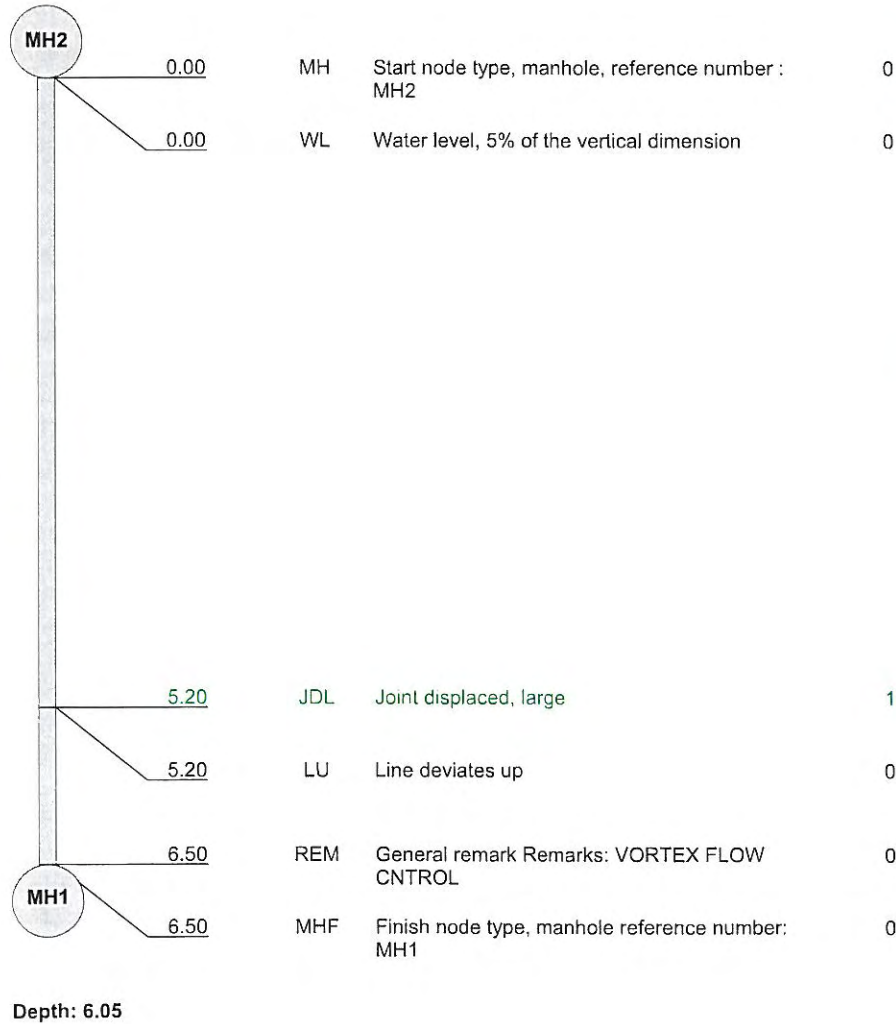 MH2
0.00 MH Start node type, manhole, reference number : 0
MH2
0.00 WL Water level, 5% of the vertical dimension 0
5.20 JDL Joint displaced, large 1
5.20 LU Line deviates up 0
6.50 REM General remark Remarks: VORTEX FLOW 0
CNTROL
MH1
6.50 MHF Finish node type, manhole reference number: 0
MH1
Depth: 6.05